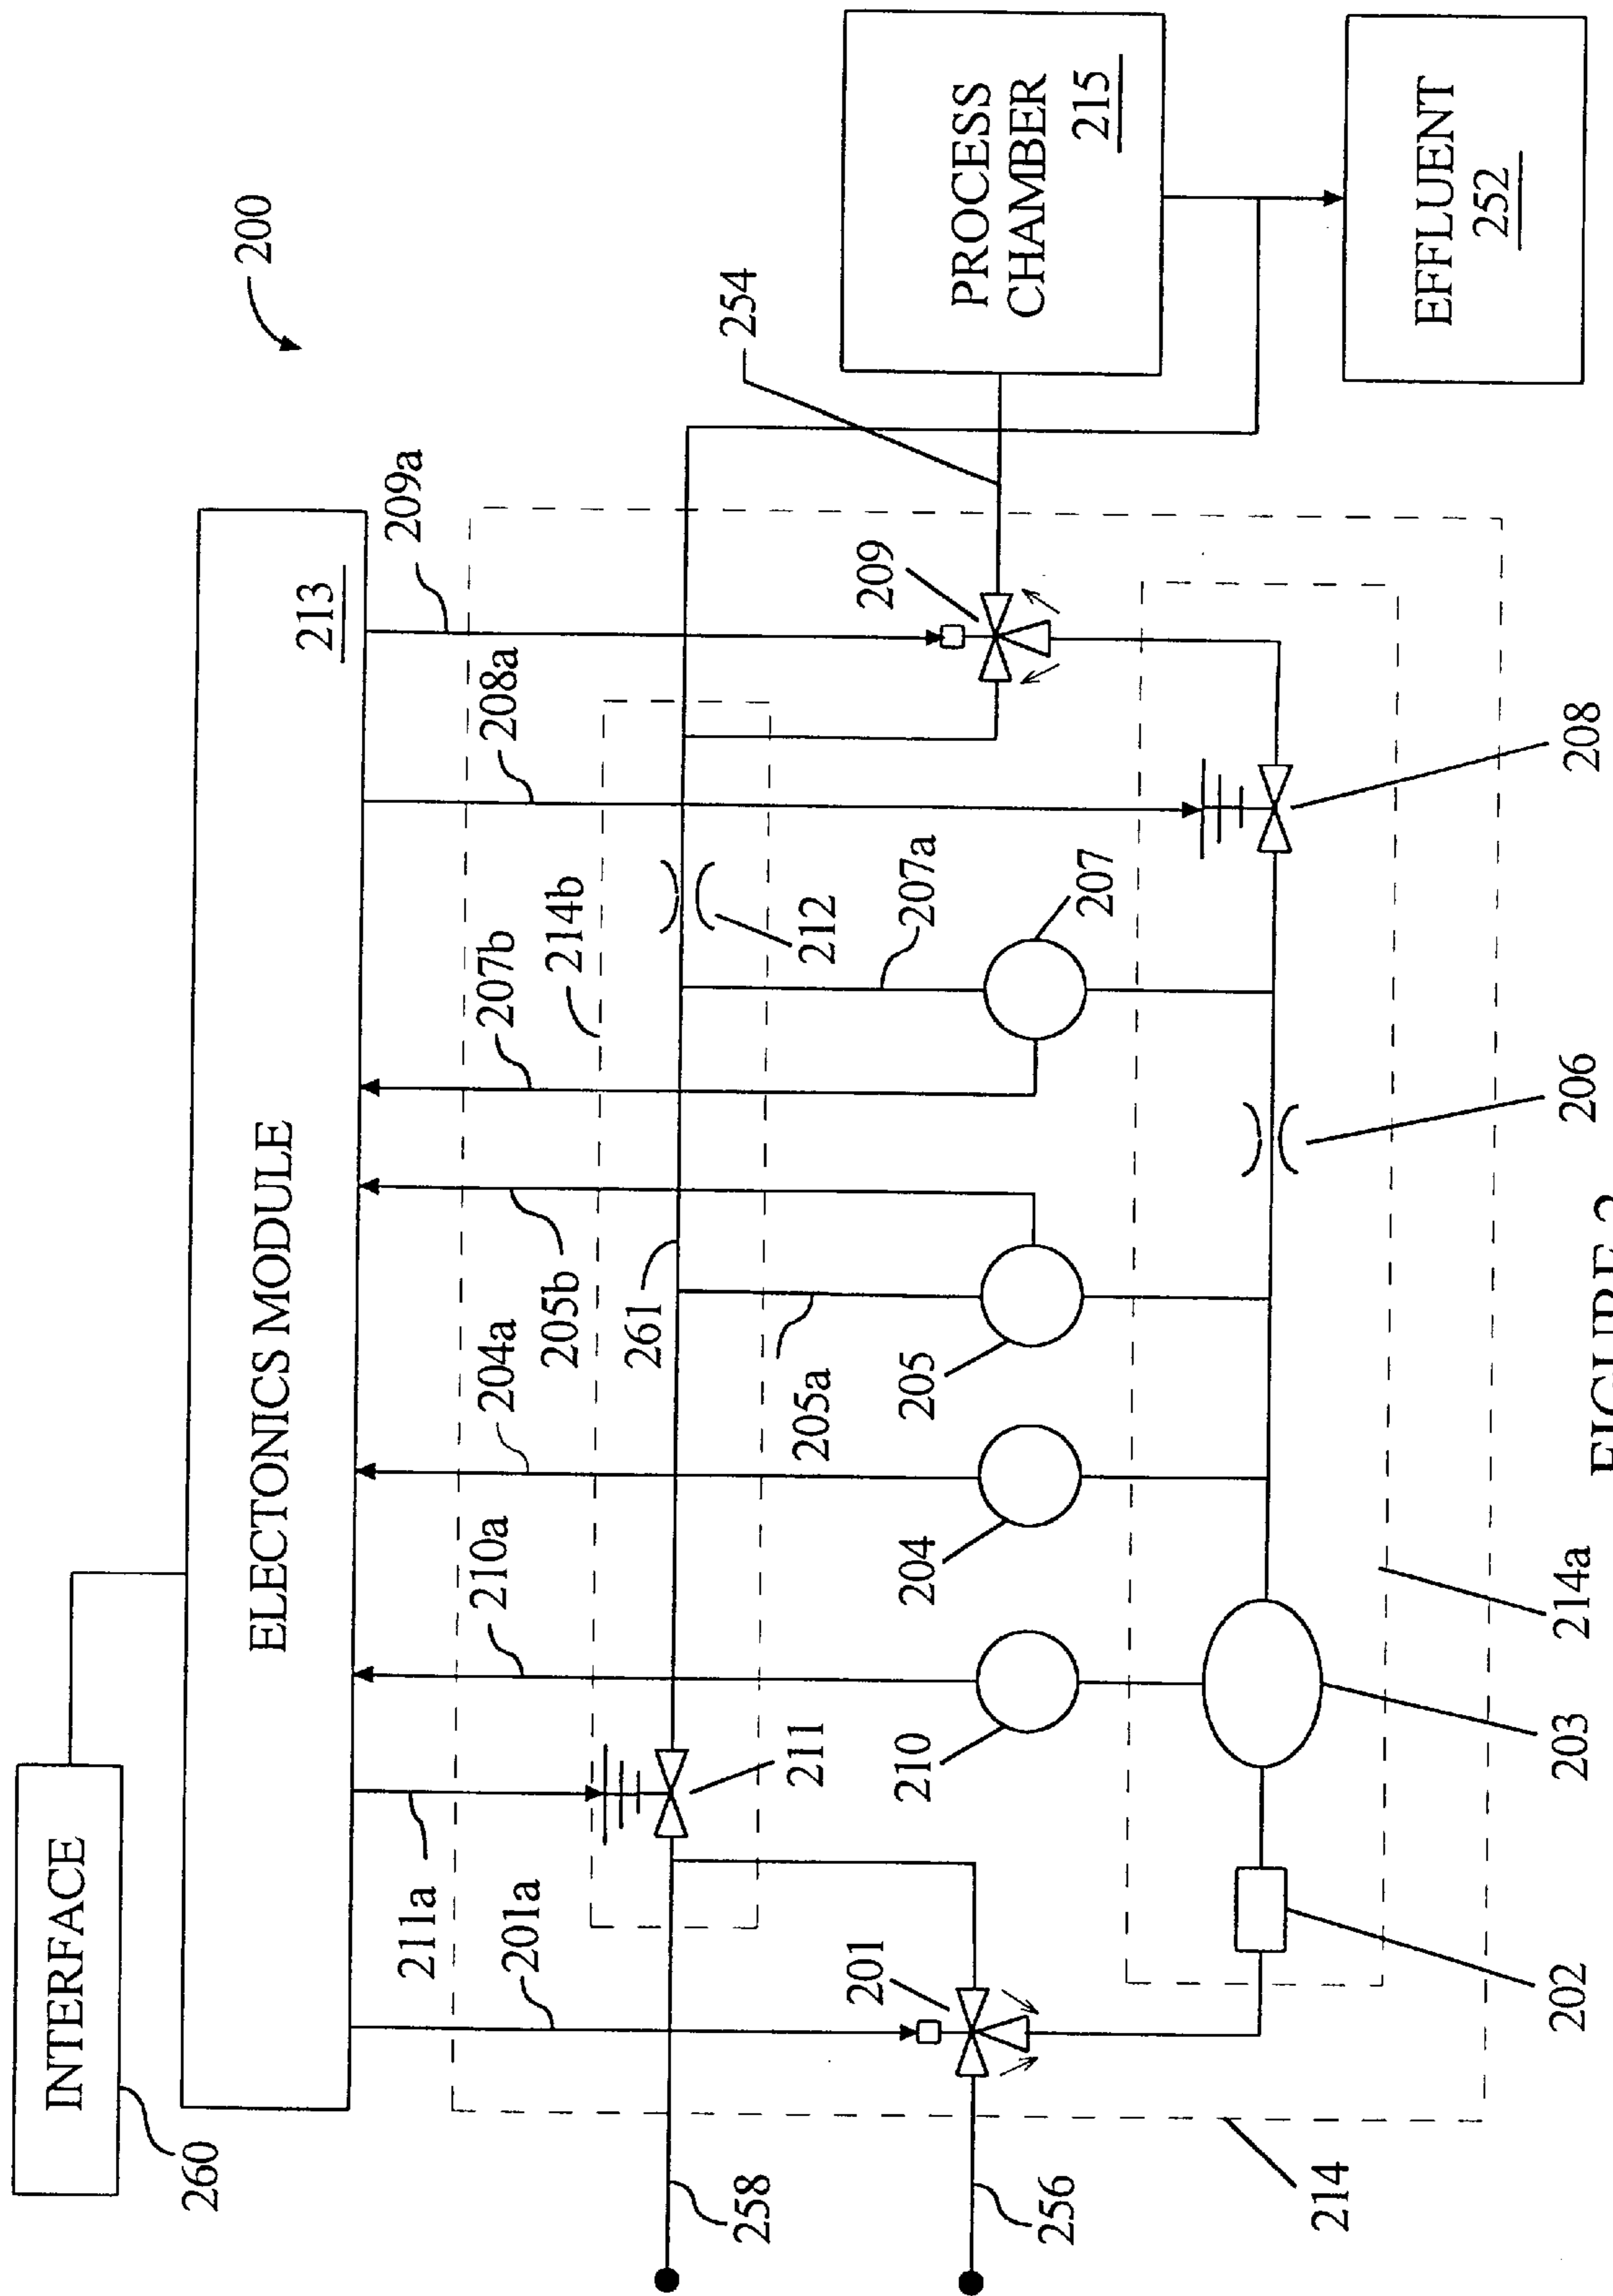 INTERFACE
260
ELECTONICS MODULE
213
200
211a
201a
210a
204a
205b
207b
208a
209a
214b
261
258
211
205a
212
207a
254
PROCESS
CHAMBER
215
EFFLUENT
252
256
201
210
204
205
207
209
214
202
203
214a
206
208
FIGURE 2